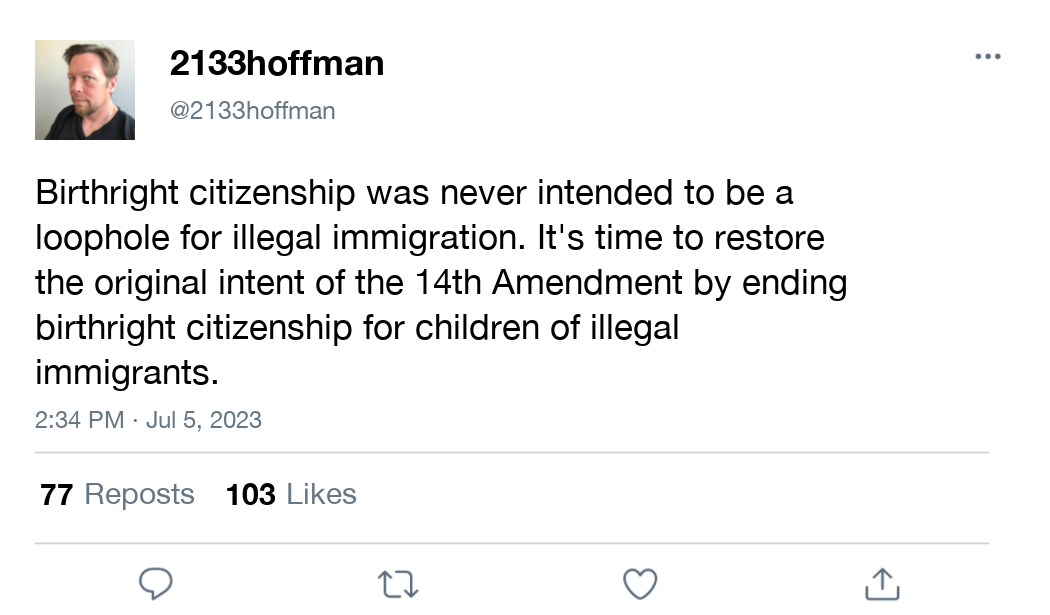 2133hoffman
@2133hoffman
Birthright citizenship was never intended to be a
loophole for illegal immigration. It's time to restore
the original intent of the 14th Amendment by ending
birthright citizenship for children of illegal
immigrants.
2:34 PM · Jul 5, 2023
77 Reposts 103 Likes